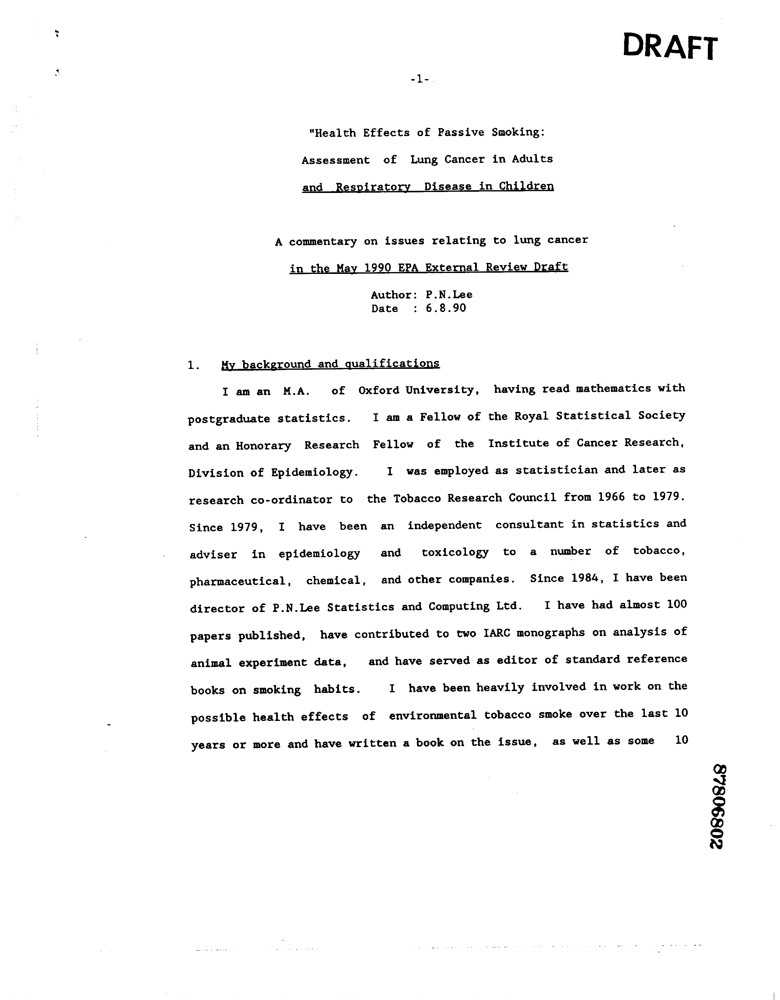 DRAFT
-1-
"Health Effects of Passive Smoking:
Assessment of Lung Cancer in Adults
and Respiratory Disease in Children
A commentary on issues relating to lung cancer
in the May 1990 EPA External Review Draft
Author: P.N.Lee
Date : 6.8.90
1. My background and qualifications
I am an M.A. of Oxford University, having read mathematics with
postgraduate statistics. I am a Fellow of the Royal Statistical Society
and an Honorary Research Fellow of the Institute of Cancer Research,
Division of Epidemiology. I was employed as statistician and later as
research co-ordinator to the Tobacco Research Council from 1966 to 1979.
Since 1979, I have been an independent consultant in statistics and
adviser in epidemiology and toxicology to a number of tobacco,
pharmaceutical, chemical, and other companies. Since 1984, I have been
director of P.N.Lee Statistics and Computing Ltd. I have had almost 100
papers published, have contributed to two IARC monographs on analysis of
animal experiment data, and have served as editor of standard reference
books on smoking habits. I have been heavily involved in work on the
possible health effects of environmental tobacco smoke over the last 10
years or more and have written a book on the issue, as well as some 10
87806802